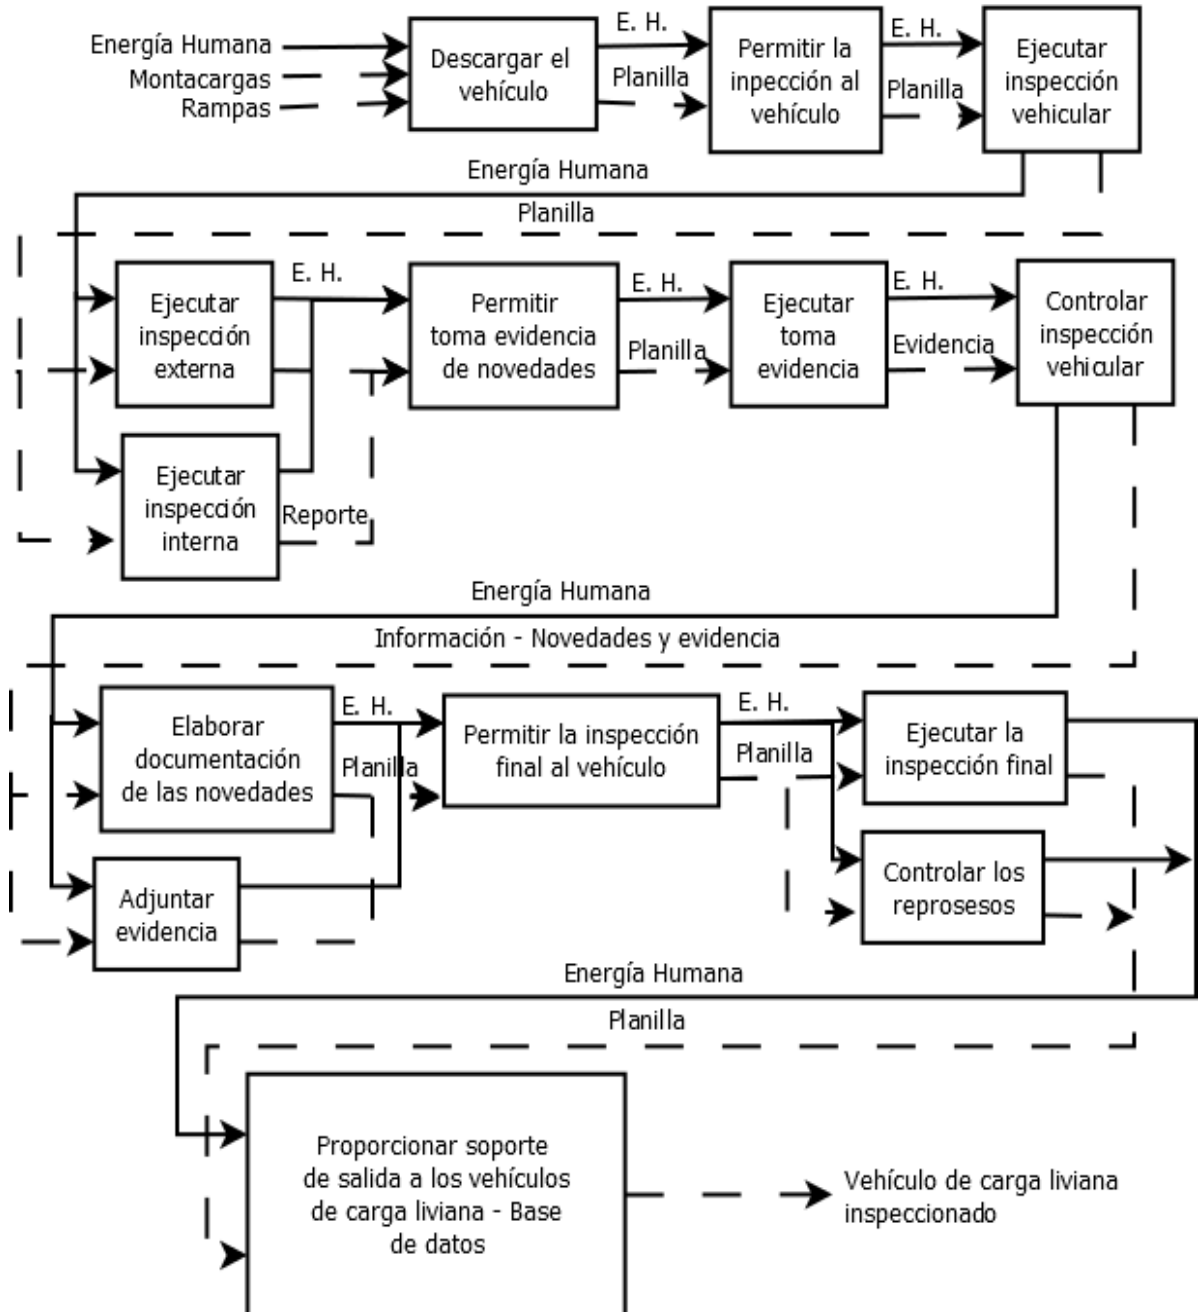 Energía Humana
Montacargas
Rampas
Descargar el
vehículo
E. H.
Planilla
Permitir la
inpección al
vehículo
E. H.
Planilla
Ejecutar
inspección
vehicular
Energía Humana
Planilla
Ejecutar
inspección
externa
E. H.
Permitir
toma evidencia
de novedades
E. H.
Planilla
Ejecutar
toma
evidencia
E. H.
Evidencia
Controlar
inspección
vehicular
Ejecutar
inspección
interna
Reporte
Energía Humana
Información - Novedades y evidencia
Elaborar
documentación
de las novedades
E. H.
Planilla
Permitir la inspección
final al vehículo
E. H.
Planilla
Ejecutar la
inspección final
Adjuntar
evidencia
Controlar los
reprosesos
Energía Humana
Planilla
Proporcionar soporte
de salida a los vehículos
de carga liviana - Base
de datos
Vehículo de carga liviana
inspeccionado